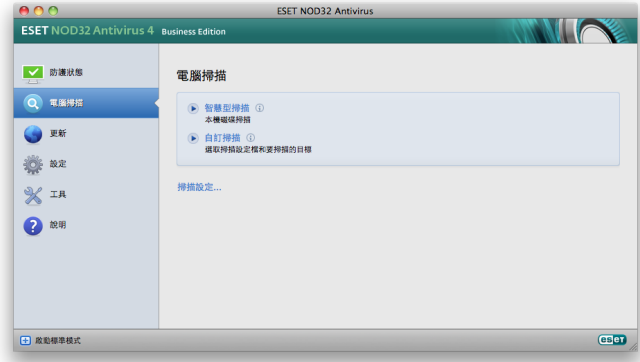 ESET NOD32 Antivirus
ESET NOD32 Antivirus 4 Business Edition
防護狀態
電腦掃描
更新
設定
工具
說明
電腦掃描
智慧型掃描
本機磁碟掃描
自訂掃描
選取掃描設定檔和要掃描的目標
掃描設定...
啟動標準模式
eseT